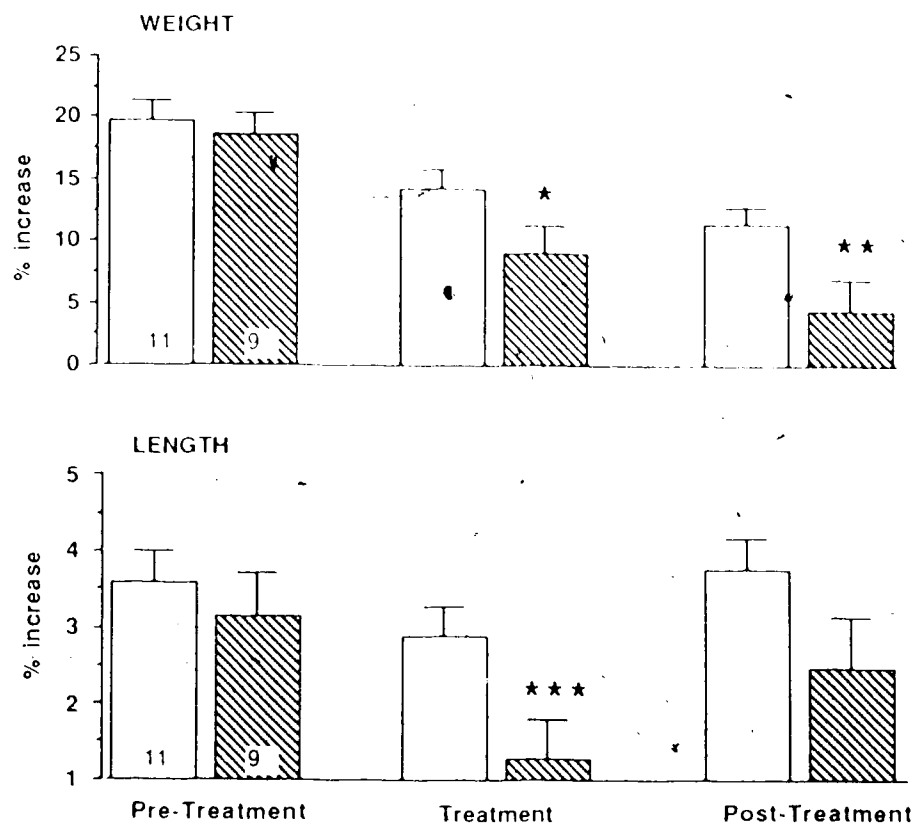 WEIGHT
25
20
15
10
5
0
% increase
★
★ ★
11
9
LENGTH
5
4
3
2
1
% increase
★ ★ ★
11
9
Pre-Treatment
Treatment
Post-Treatment